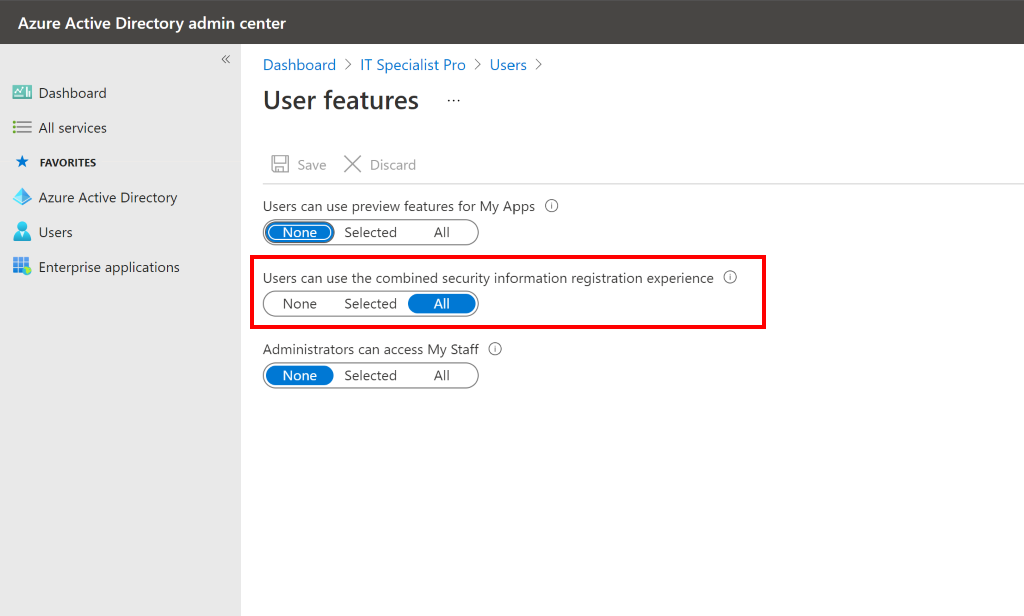 Azure Active Directory admin center
«
Dashboard
All services
FAVORITES
Azure Active Directory
Users
Enterprise applications
Dashboard > IT Specialist Pro > Users >
User features ...
Save Discard
Users can use preview features for My Apps
None Selected All
Users can use the combined security information registration experience
None Selected All
Administrators can access My Staff
None Selected All